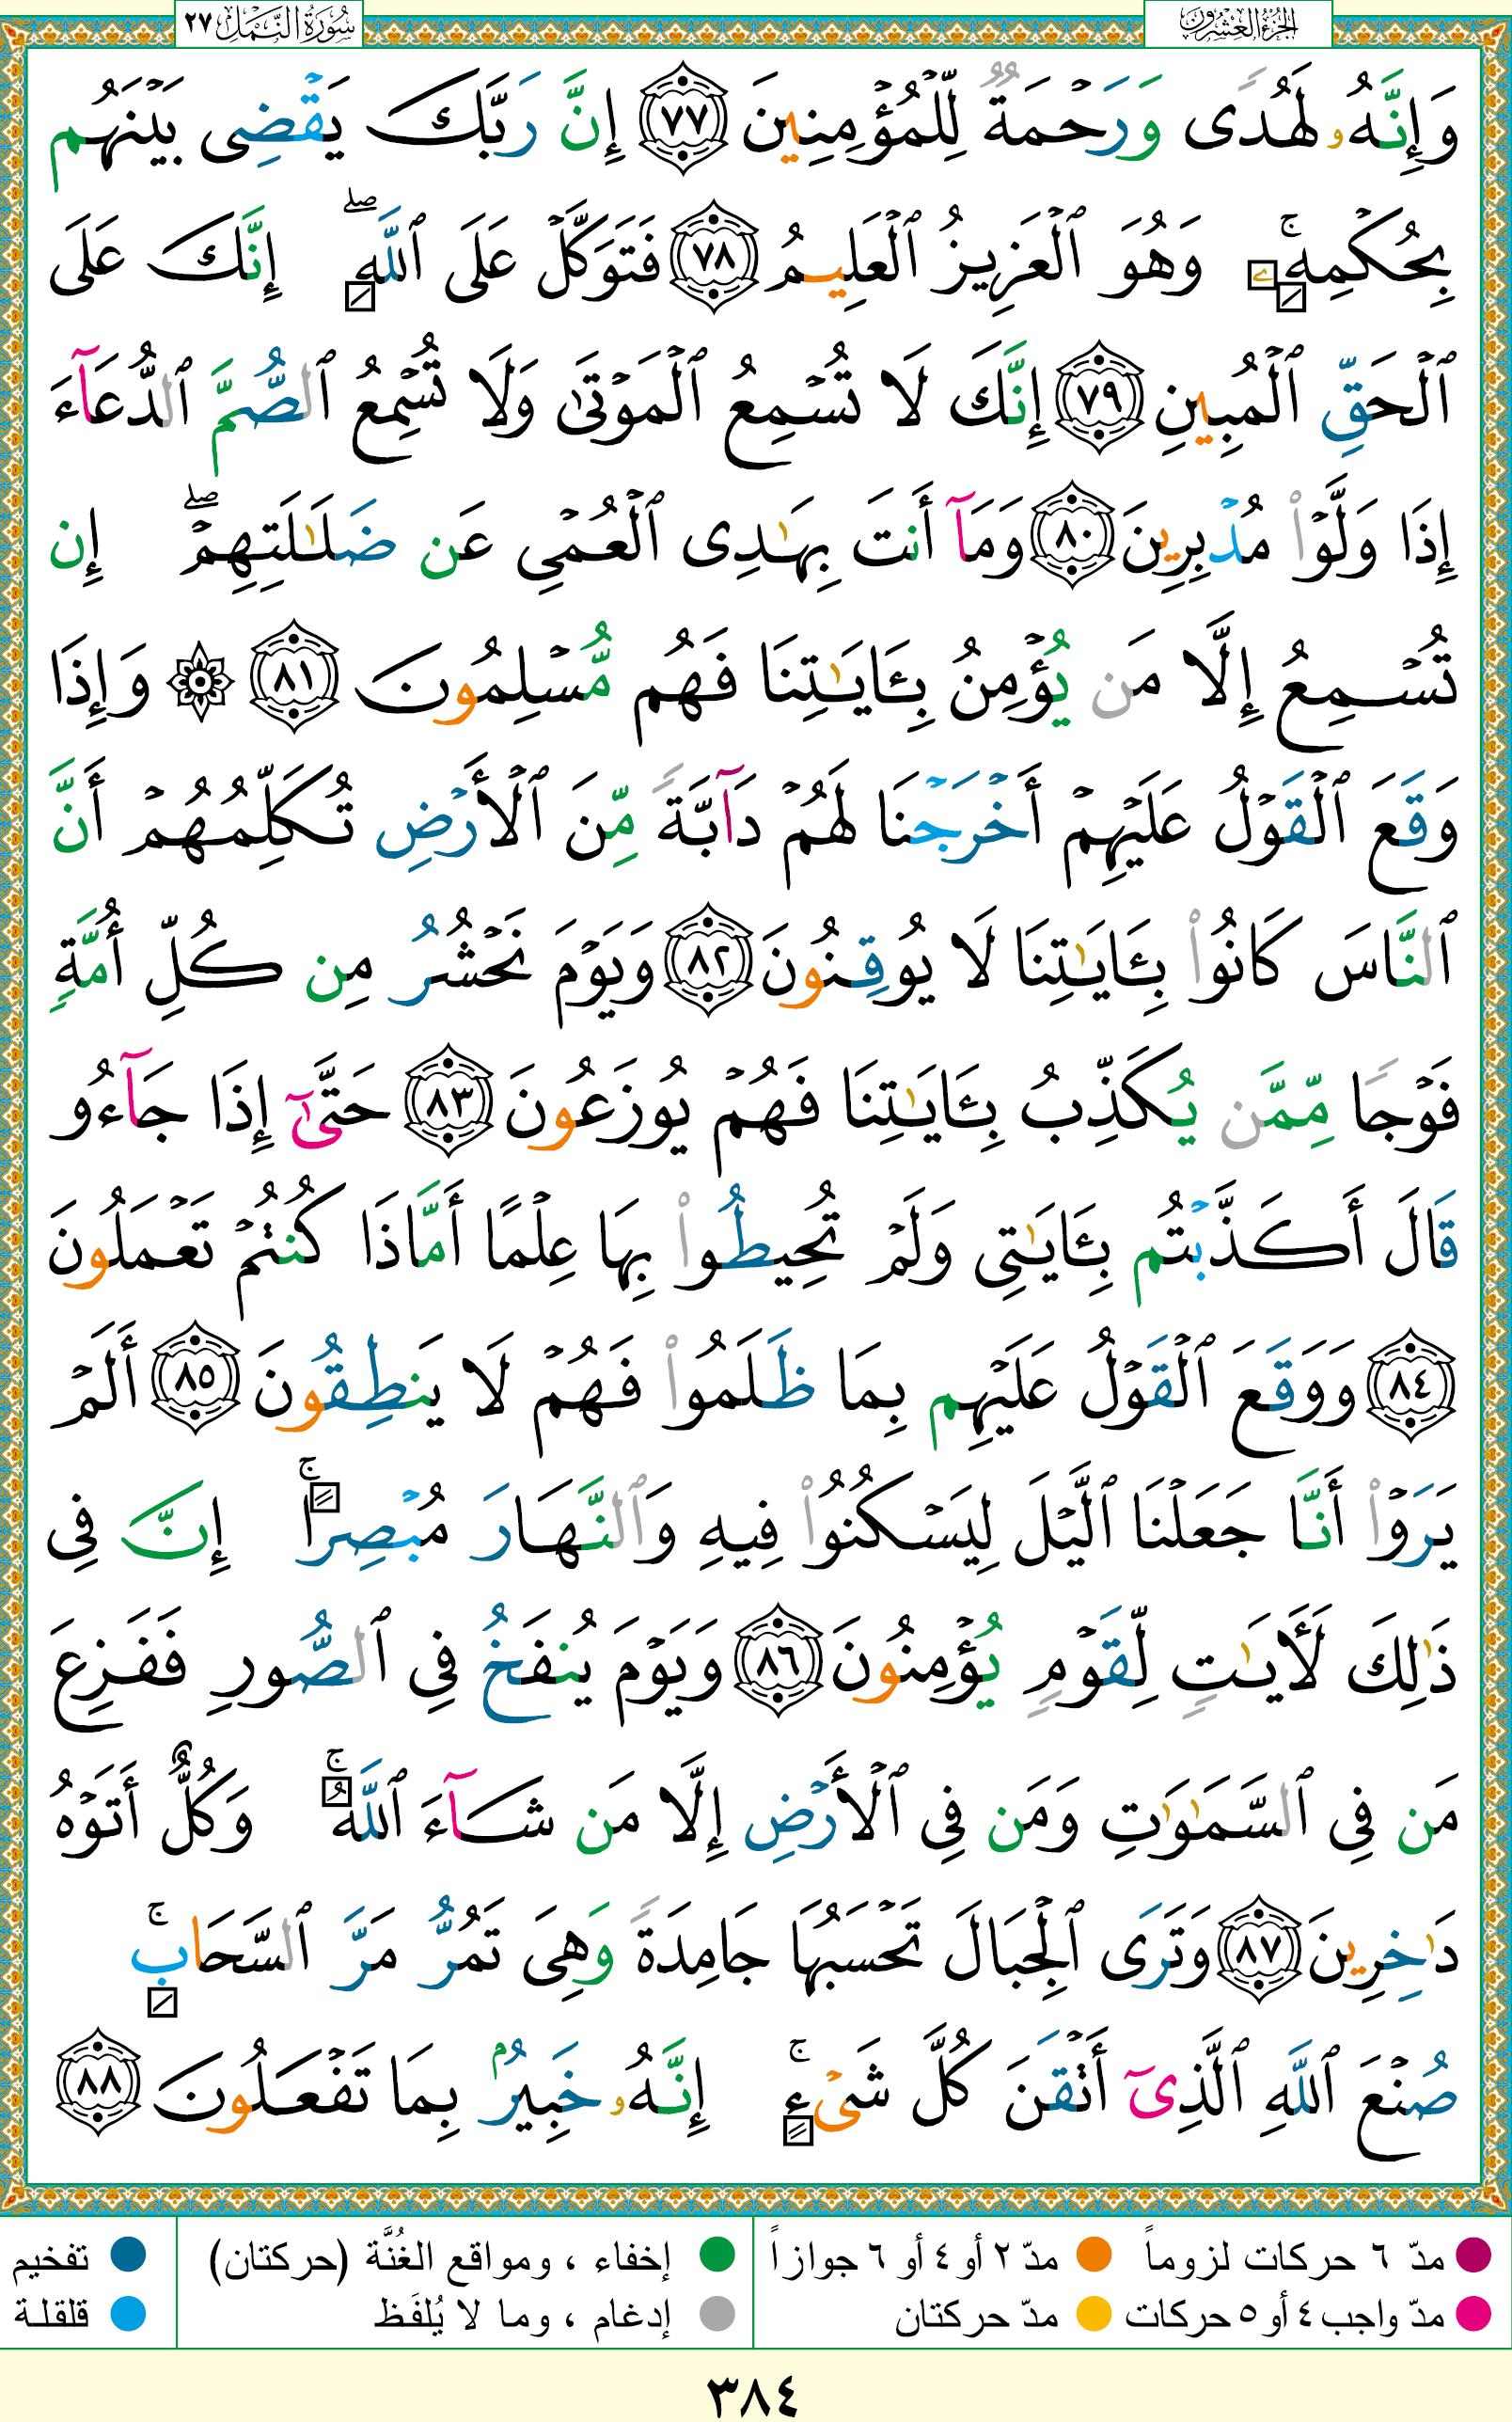 الجزء العشرون
سورة النمل ٢٧
وَإِنَّهُۥ لَهُدًى وَرَحْمَةٌ لِّلْمُؤْمِنِينَ ٧٧ إِنَّ رَبَّكَ يَقْضِى بَيْنَهُم
بِحُكْمِهِۦ ۚ وَهُوَ ٱلْعَزِيزُ ٱلْعَلِيمُ ٧٨ فَتَوَكَّلْ عَلَى ٱللَّهِ ۖ إِنَّكَ عَلَى
ٱلْحَقِّ ٱلْمُبِينِ ٧٩ إِنَّكَ لَا تُسْمِعُ ٱلْمَوْتَىٰ وَلَا تُسْمِعُ ٱلصُّمَّ ٱلدُّعَآءَ
إِذَا وَلَّوْا۟ مُدْبِرِينَ ٨٠ وَمَآ أَنتَ بِهَـٰدِى ٱلْعُمْىِ عَن ضَلَـٰلَتِهِمْ ۖ إِن
تُسْمِعُ إِلَّا مَن يُؤْمِنُ بِـَٔايَـٰتِنَا فَهُم مُّسْلِمُونَ ٨١ ۞ وَإِذَا
وَقَعَ ٱلْقَوْلُ عَلَيْهِمْ أَخْرَجْنَا لَهُمْ دَآبَّةً مِّنَ ٱلْأَرْضِ تُكَلِّمُهُمْ أَنَّ
ٱلنَّاسَ كَانُوا۟ بِـَٔايَـٰتِنَا لَا يُوقِنُونَ ٨٢ وَيَوْمَ نَحْشُرُ مِن كُلِّ أُمَّةٍ
فَوْجًا مِّمَّن يُكَذِّبُ بِـَٔايَـٰتِنَا فَهُمْ يُوزَعُونَ ٨٣ حَتَّىٰٓ إِذَا جَآءُو
قَالَ أَكَذَّبْتُم بِـَٔايَـٰتِى وَلَمْ تُحِيطُوا۟ بِهَا عِلْمًا أَمَّاذَا كُنتُمْ تَعْمَلُونَ
٨٤ وَوَقَعَ ٱلْقَوْلُ عَلَيْهِم بِمَا ظَلَمُوا۟ فَهُمْ لَا يَنطِقُونَ ٨٥ أَلَمْ
يَرَوْا۟ أَنَّا جَعَلْنَا ٱلَّيْلَ لِيَسْكُنُوا۟ فِيهِ وَٱلنَّهَارَ مُبْصِرًا ۚ إِنَّ فِى
ذَٰلِكَ لَـَٔايَـٰتٍ لِّقَوْمٍ يُؤْمِنُونَ ٨٦ وَيَوْمَ يُنفَخُ فِى ٱلصُّورِ فَفَزِعَ
مَن فِى ٱلسَّمَـٰوَٰتِ وَمَن فِى ٱلْأَرْضِ إِلَّا مَن شَآءَ ٱللَّهُ ۚ وَكُلٌّ أَتَوْهُ
دَٰخِرِينَ ٨٧ وَتَرَى ٱلْجِبَالَ تَحْسَبُهَا جَامِدَةً وَهِىَ تَمُرُّ مَرَّ ٱلسَّحَابِ ۚ
صُنْعَ ٱللَّهِ ٱلَّذِىٓ أَتْقَنَ كُلَّ شَىْءٍ ۚ إِنَّهُۥ خَبِيرٌۢ بِمَا تَفْعَلُونَ ٨٨
مدّ ٦ حركات لزوماً مدّ ٢ أو ٤ أو ٦ جوازاً إخفاء ، ومواقع الغُنَّة (حركتان) تفخيم
مدّ واجب ٤ أو ٥ حركات مدّ حركتان إدغام ، وما لا يُلفَظ قلقلة
٣٨٤